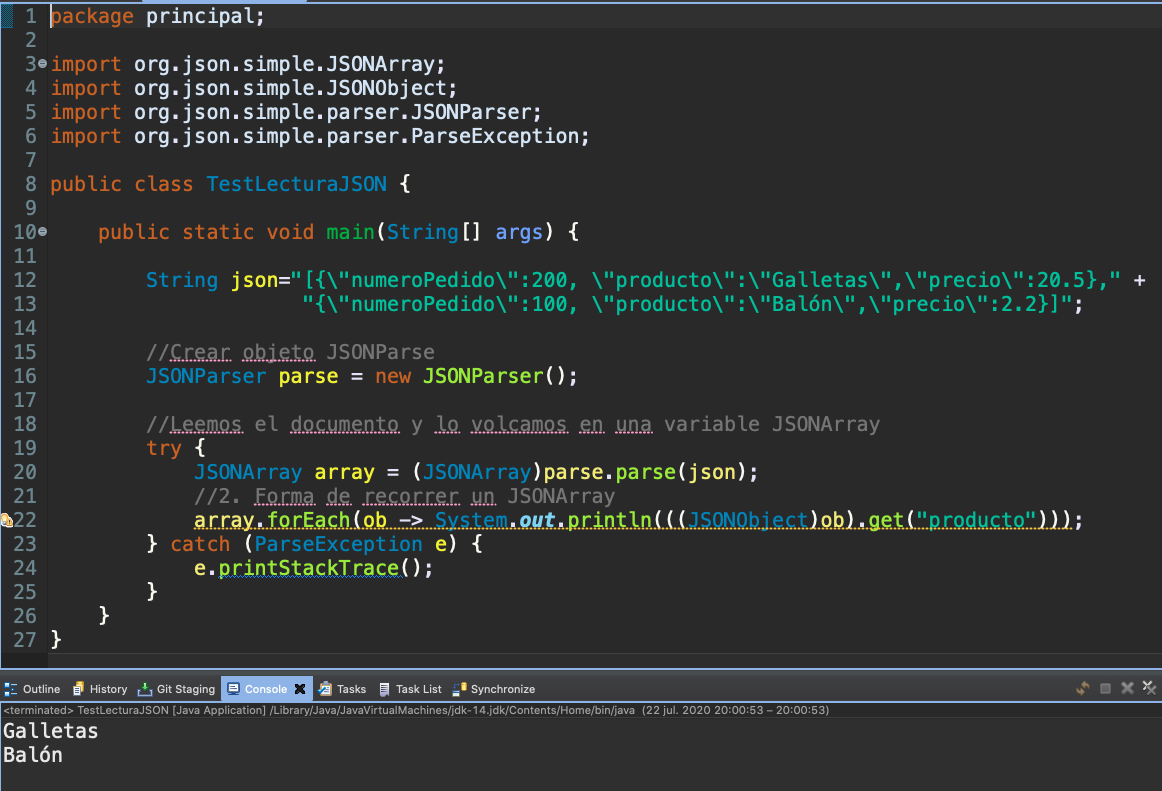 1 package principal;
2
3 import org.json.simple.JSONArray;
4 import org.json.simple.JSONObject;
5 import org.json.simple.parser.JSONParser;
6 import org.json.simple.parser.ParseException;
7
8 public class TestLecturaJSON {
9
10 public static void main(String[] args) {
11
12 String json="[{\"numeroPedido\":200, \"producto\":\"Galletas\",\"precio\":20.5}," +
13 "{\"numeroPedido\":100, \"producto\":\"Balón\",\"precio\":2.2}]";
14
15 //Crear objeto JSONParse
16 JSONParser parse = new JSONParser();
17
18 //Leemos el documento y lo volcamos en una variable JSONArray
19 try {
20 JSONArray array = (JSONArray)parse.parse(json);
21 //2. Forma de recorrer un JSONArray
22 array.forEach(ob -> System.out.println(((JSONObject)ob).get("producto")));
23 } catch (ParseException e) {
24 e.printStackTrace();
25 }
26 }
27 }
Outline History Git Staging Console Tasks Task List Synchronize
<terminated> TestLecturaJSON [Java Application] /Library/Java/JavaVirtualMachines/jdk-14.jdk/Contents/Home/bin/java (22 jul. 2020 20:00:53 – 20:00:53)
Galletas
Balón